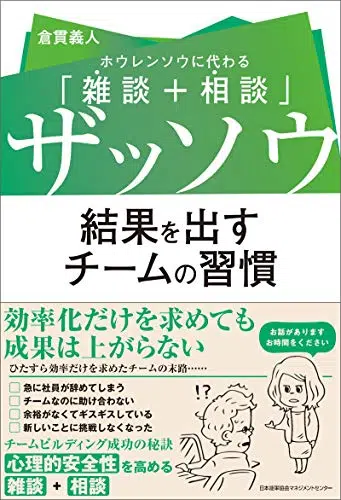 倉貫義人
ホウレンソウに代わる
「雑談+相談」
ザッソウ
結果を出す
チームの習慣
効率化だけを求めても
成果は上がらない
ひたすら効率だけを求めたチームの末路……
□ 急に社員が辞めてしまう
□ チームなのに助け合わない
□ 余裕がなくてギスギスしている
□ 新しいことに挑戦しなくなった
チームビルディング成功の秘訣
心理的安全性を高める
雑談+相談
お話があります
お時間をください
!?
日本能率協会マネジメントセンター